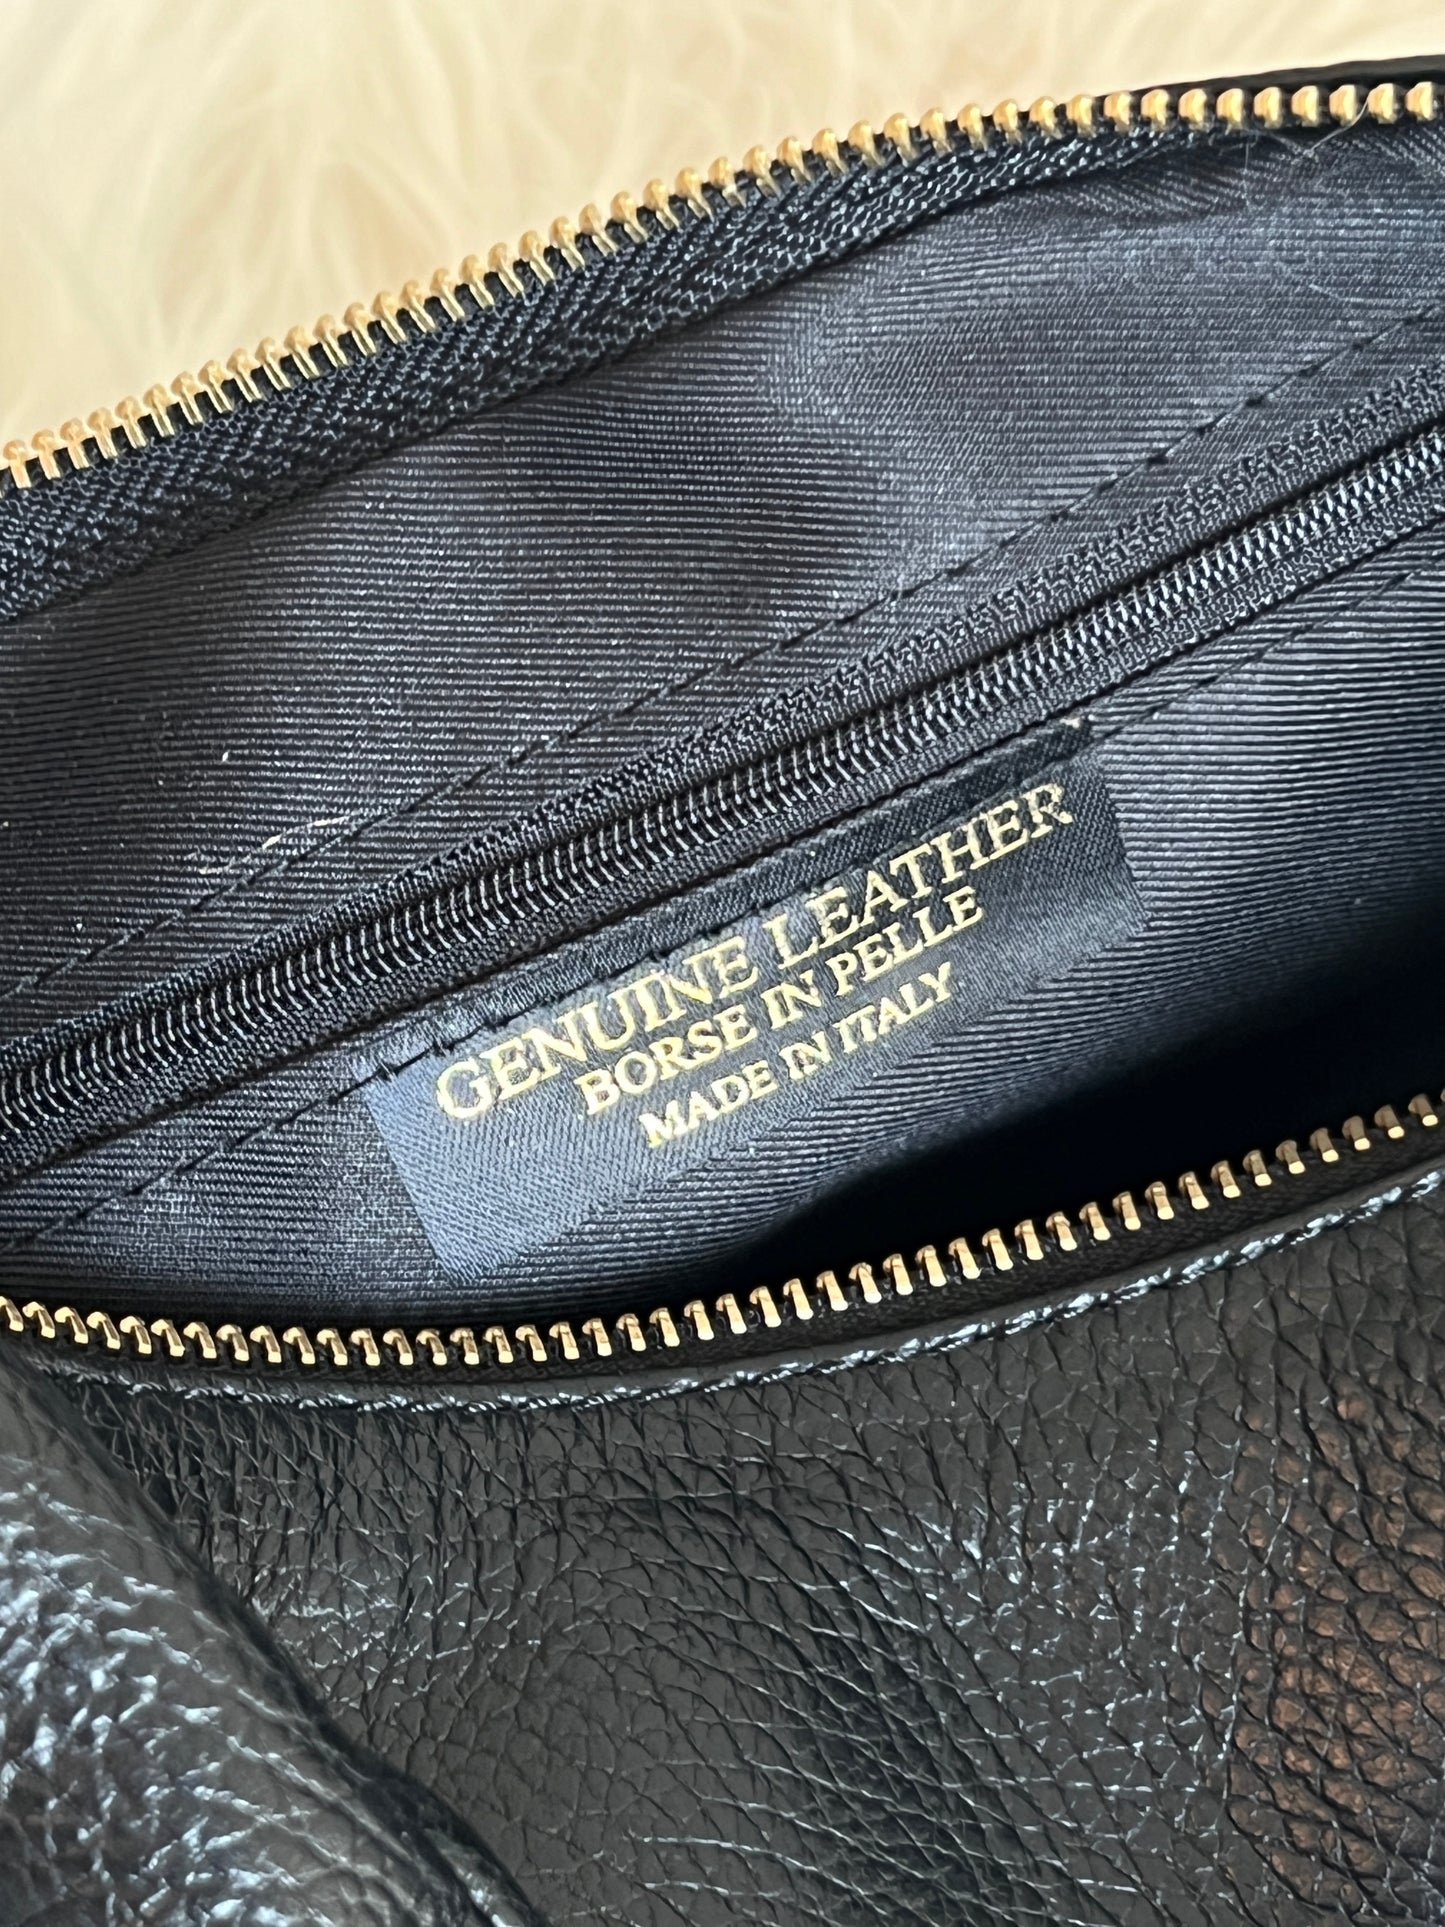 GENUINE LEATHER
BORSE IN PELLE
MADE IN ITALY